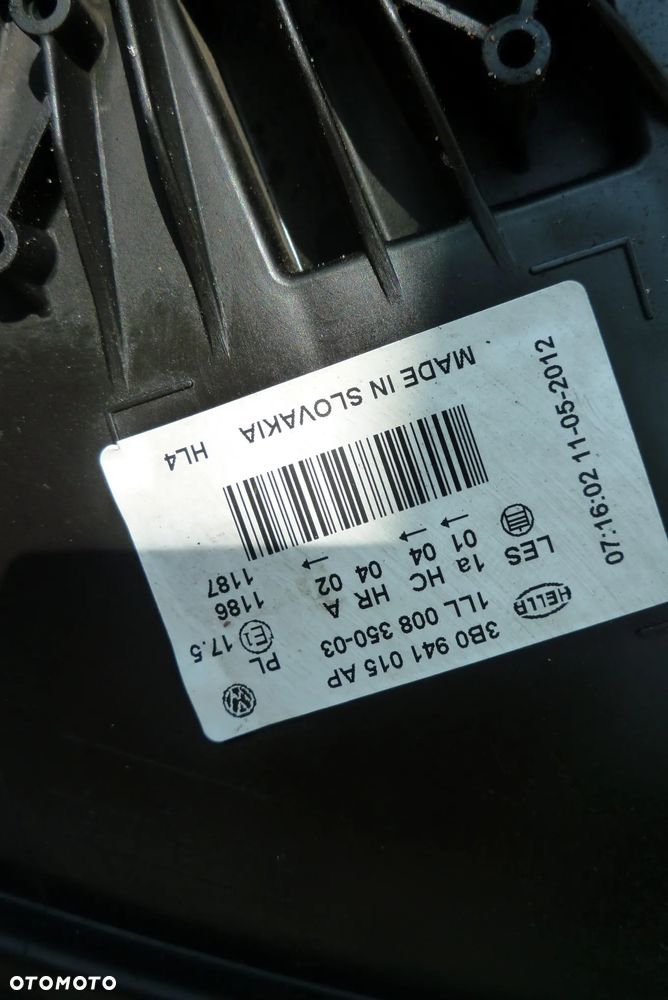 3B0 941 015 AP
HELLA 1LL 008 350-03
PL
E1 17.5
LES 1a HC HR A
01 04 04 02
1186
1187
MADE IN SLOVAKIA
HL4
07:16:02 11-05-2012
OTOMOTO